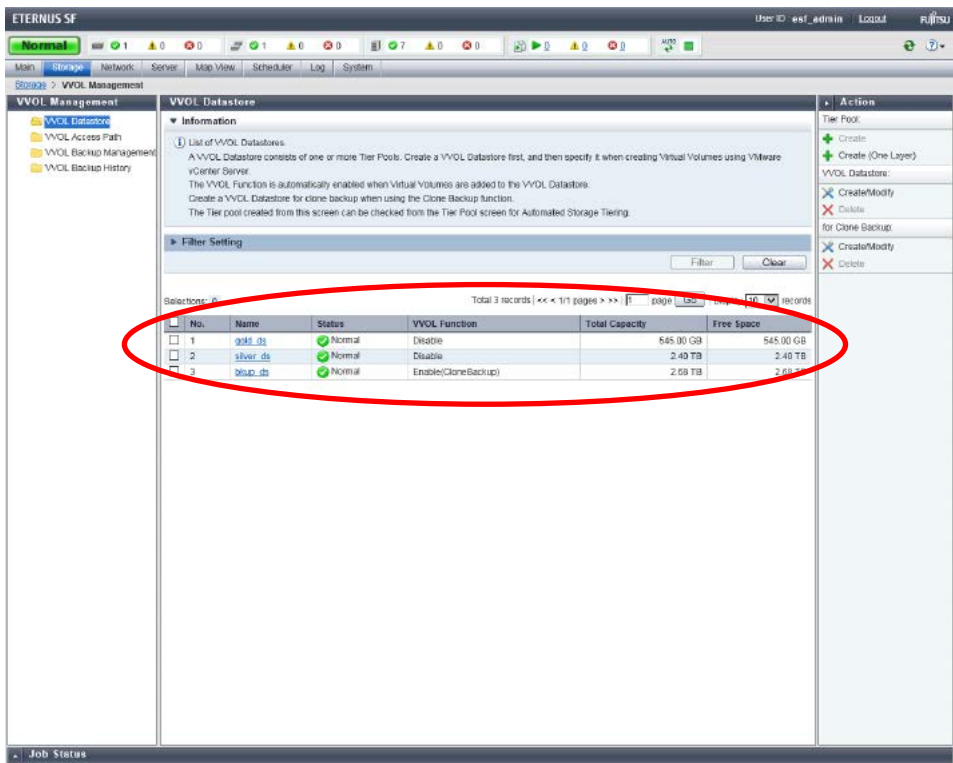 ETERNUS SF
User ID esf_admin Logout FUJITSU
Normal 1 0 0 1 0 0 7 0 0 0 0 0 AUTO
Main Storage Network Server Map View Scheduler Log System
Storage > VVOL Management
VVOL Management
VVOL Datastore
VVOL Access Path
VVOL Backup Management
VVOL Backup History
VVOL Datastore
Information
List of VVOL Datastores.
A VVOL Datastore consists of one or more Tier Pools. Create a VVOL Datastore first, and then specify it when creating Virtual Volumes using VMware
vCenter Server.
The VVOL Function is automatically enabled when Virtual Volumes are added to the VVOL Datastore.
Create a VVOL Datastore for clone backup when using the Clone Backup function.
The Tier pool created from this screen can be checked from the Tier Pool screen for Automated Storage Tiering.
Filter Setting
Filter Clear
Selections: 0 Total 3 records | << < 1/1 pages > >> | 1 page Go 10 records
No. Name Status VVOL Function Total Capacity Free Space
1 gold_ds Normal Disable 545.00 GB 545.00 GB
2 silver_ds Normal Disable 2.40 TB 2.40 TB
3 bkup_ds Normal Enable(CloneBackup) 2.68 TB 2.68 TB
Action
Tier Pool:
Create
Create (One Layer)
VVOL Datastore:
Create/Modify
Delete
for Clone Backup:
Create/Modify
Delete
Job Status